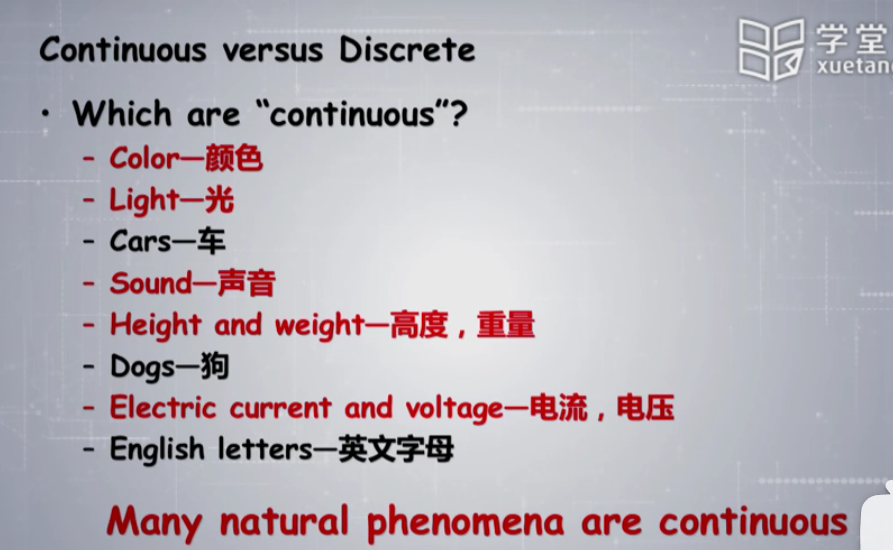 Continuous versus Discrete
学堂
xuetan
• Which are “continuous”?
- Color—颜色
- Light—光
- Cars—车
- Sound—声音
- Height and weight—高度，重量
- Dogs—狗
- Electric current and voltage—电流，电压
- English letters—英文字母
Many natural phenomena are continuous